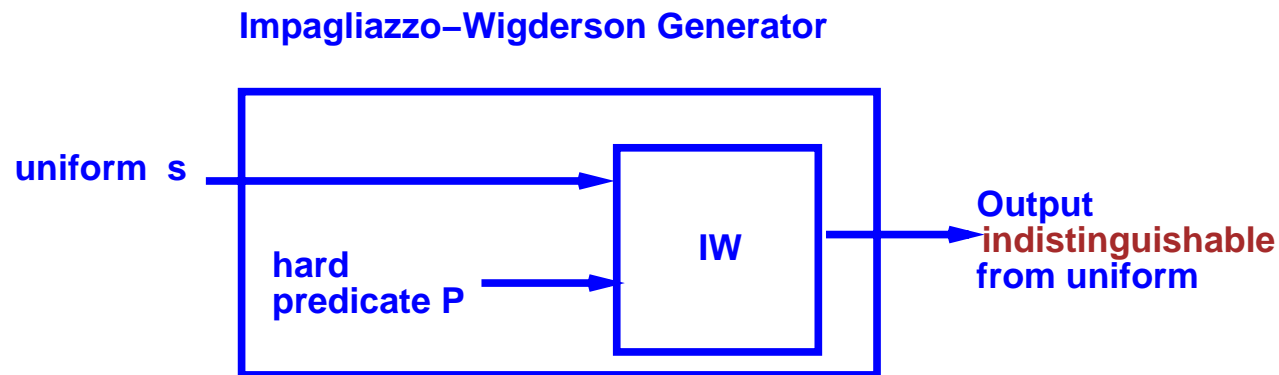 Impagliazzo–Wigderson Generator
uniform s
hard
predicate P
IW
Output
indistinguishable
from uniform